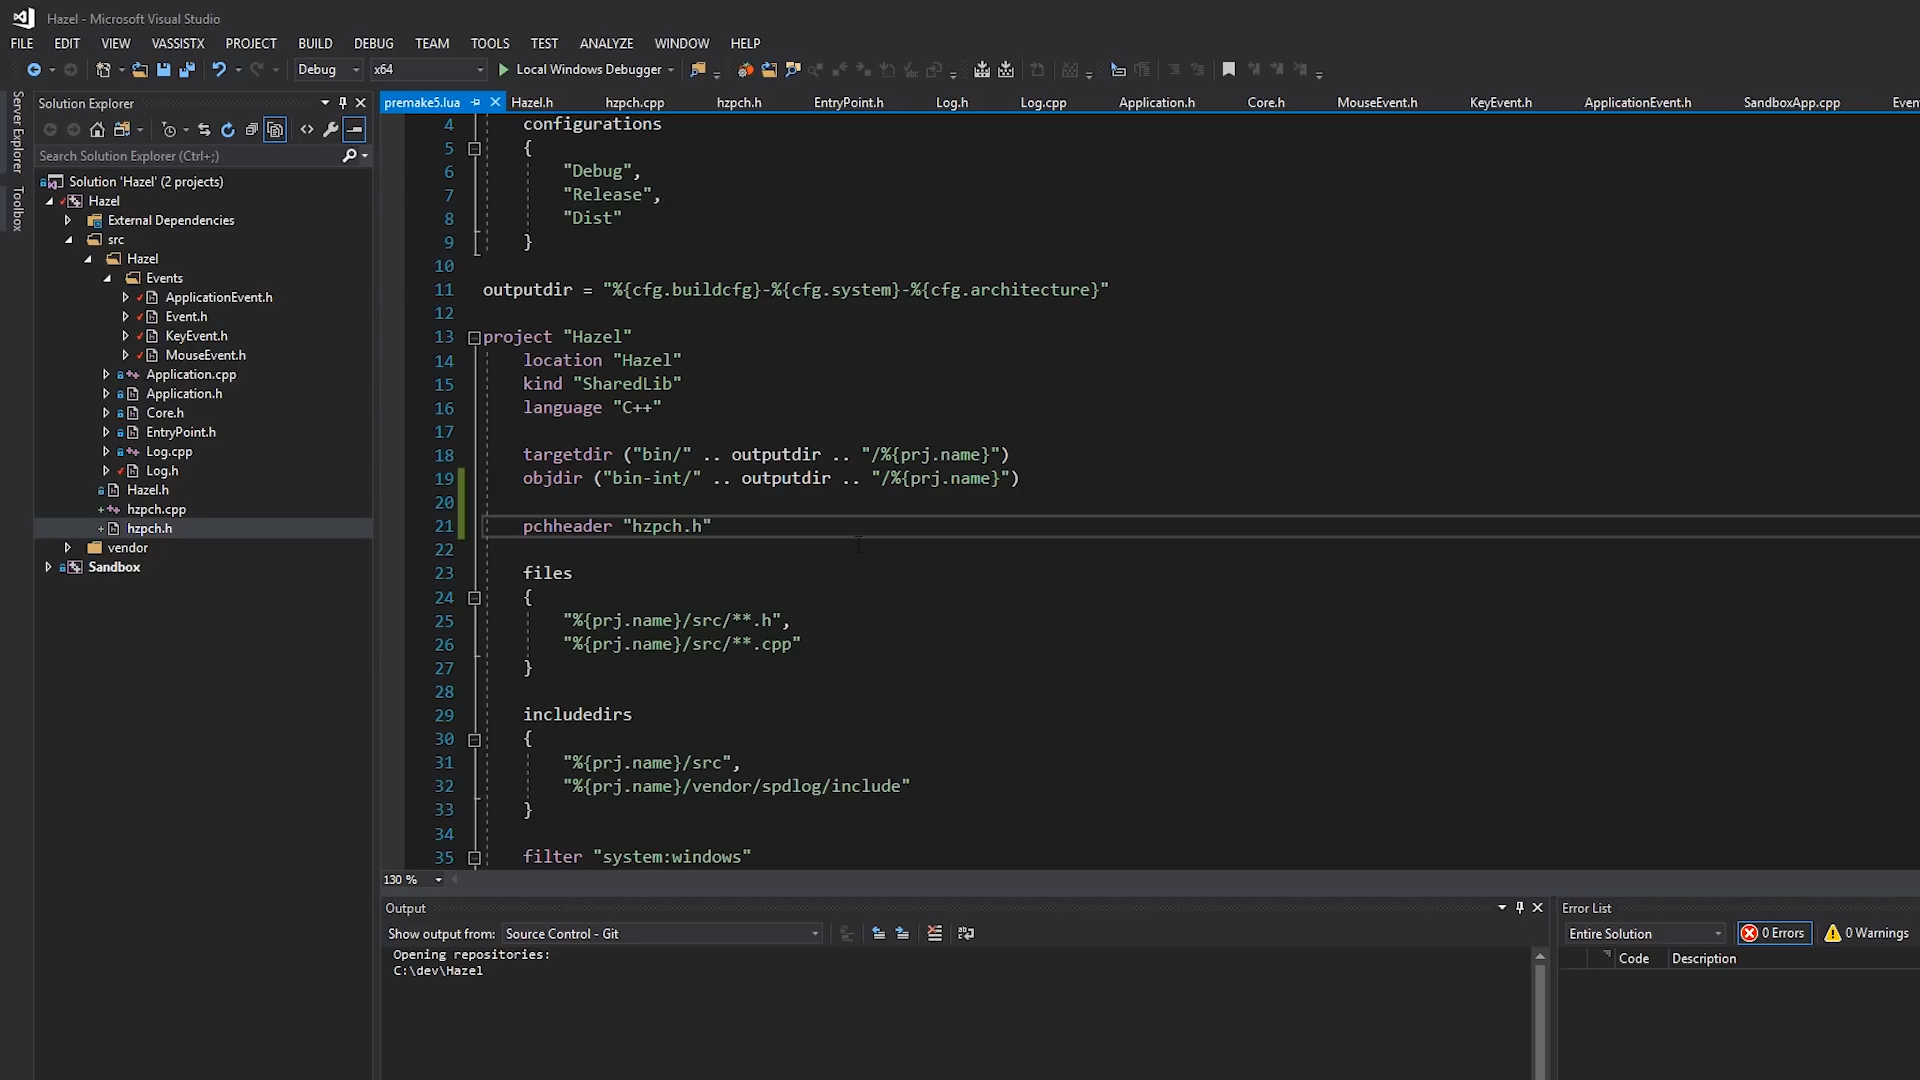 Hazel - Microsoft Visual Studio
FILE EDIT VIEW VASSISTX PROJECT BUILD DEBUG TEAM TOOLS TEST ANALYZE WINDOW HELP
Debug x64 Local Windows Debugger
Server Explorer
Toolbox
Solution Explorer
Search Solution Explorer (Ctrl+;)
Solution 'Hazel' (2 projects)
Hazel
External Dependencies
src
Hazel
Events
ApplicationEvent.h
Event.h
KeyEvent.h
MouseEvent.h
Application.cpp
Application.h
Core.h
EntryPoint.h
Log.cpp
Log.h
Hazel.h
hzpch.cpp
hzpch.h
vendor
Sandbox
premake5.lua Hazel.h hzpch.cpp hzpch.h EntryPoint.h Log.h Log.cpp Application.h Core.h MouseEvent.h KeyEvent.h ApplicationEvent.h SandboxApp.cpp Even
4 configurations
5 {
6 "Debug",
7 "Release",
8 "Dist"
9 }
10
11 outputdir = "%{cfg.buildcfg}-%{cfg.system}-%{cfg.architecture}"
12
13 project "Hazel"
14 location "Hazel"
15 kind "SharedLib"
16 language "C++"
17
18 targetdir ("bin/" .. outputdir .. "/%{prj.name}")
19 objdir ("bin-int/" .. outputdir .. "/%{prj.name}")
20
21 pchheader "hzpch.h"
22
23 files
24 {
25 "%{prj.name}/src/**.h",
26 "%{prj.name}/src/**.cpp"
27 }
28
29 includedirs
30 {
31 "%{prj.name}/src",
32 "%{prj.name}/vendor/spdlog/include"
33 }
34
35 filter "system:windows"
130 %
Output
Show output from: Source Control - Git
Opening repositories:
C:\dev\Hazel
Error List
Entire Solution 0 Errors 0 Warnings
Code Description